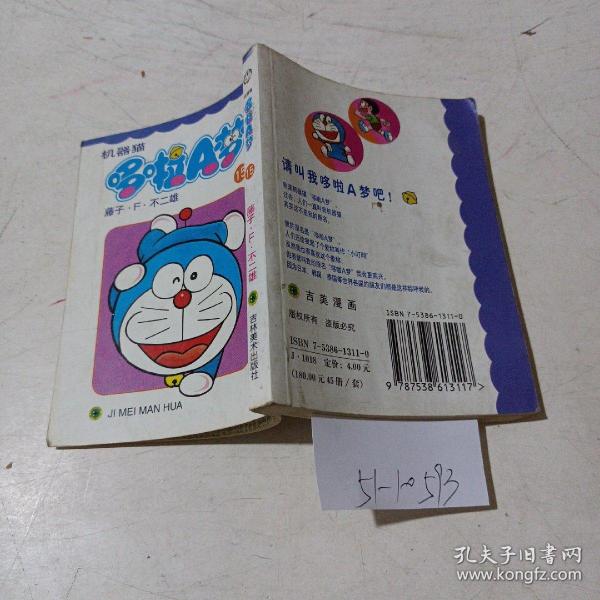 机器猫
哆啦A梦
15
藤子·F·不二雄
JI MEI MAN HUA
哆啦A梦
15
藤子·F·不二雄
吉林美术出版社
请叫我哆啦A梦吧！
吉美漫画
版权所有 盗版必究
ISBN 7-5386-1311-0
J·1018 定价：4.00元
(180.00元45册/套)
ISBN 7-5386-1311-0
9 787538 613117 >
51-10593
孔夫子旧书网
www.kongfz.com